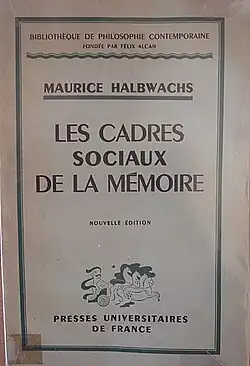 BIBLIOTHÈQUE DE PHILOSOPHIE CONTEMPORAINE
FONDÉE PAR FÉLIX ALCAN
MAURICE HALBWACHS
LES CADRES
SOCIAUX
DE LA MÉMOIRE
NOUVELLE ÉDITION
PRESSES UNIVERSITAIRES
DE FRANCE